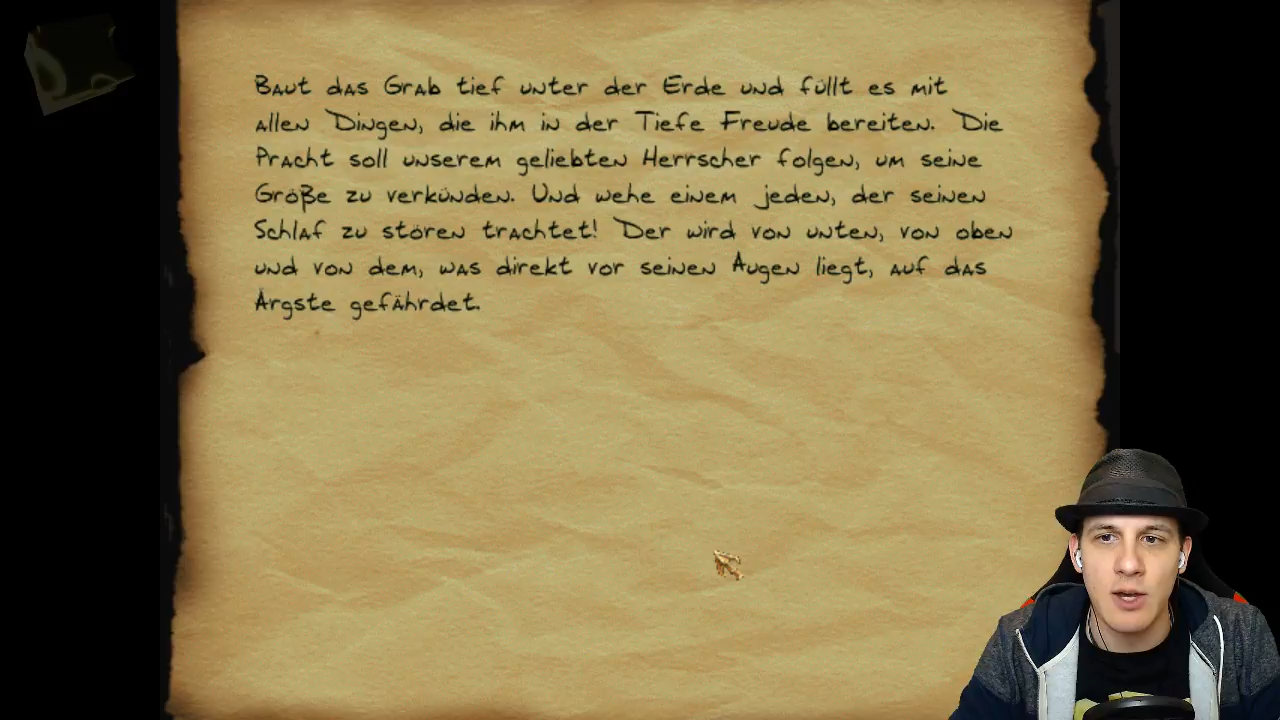 Baut das Grab tief unter der Erde und füllt es mit
allen Dingen, die ihm in der Tiefe Freude bereiten. Die
Pracht soll unserem geliebten Herrscher folgen, um seine
Größe zu verkünden. Und wehe einem jeden, der seinen
Schlaf zu stören trachtet! Der wird von unten, von oben
und von dem, was direkt vor seinen Augen liegt, auf das
Ärgste gefährdet.